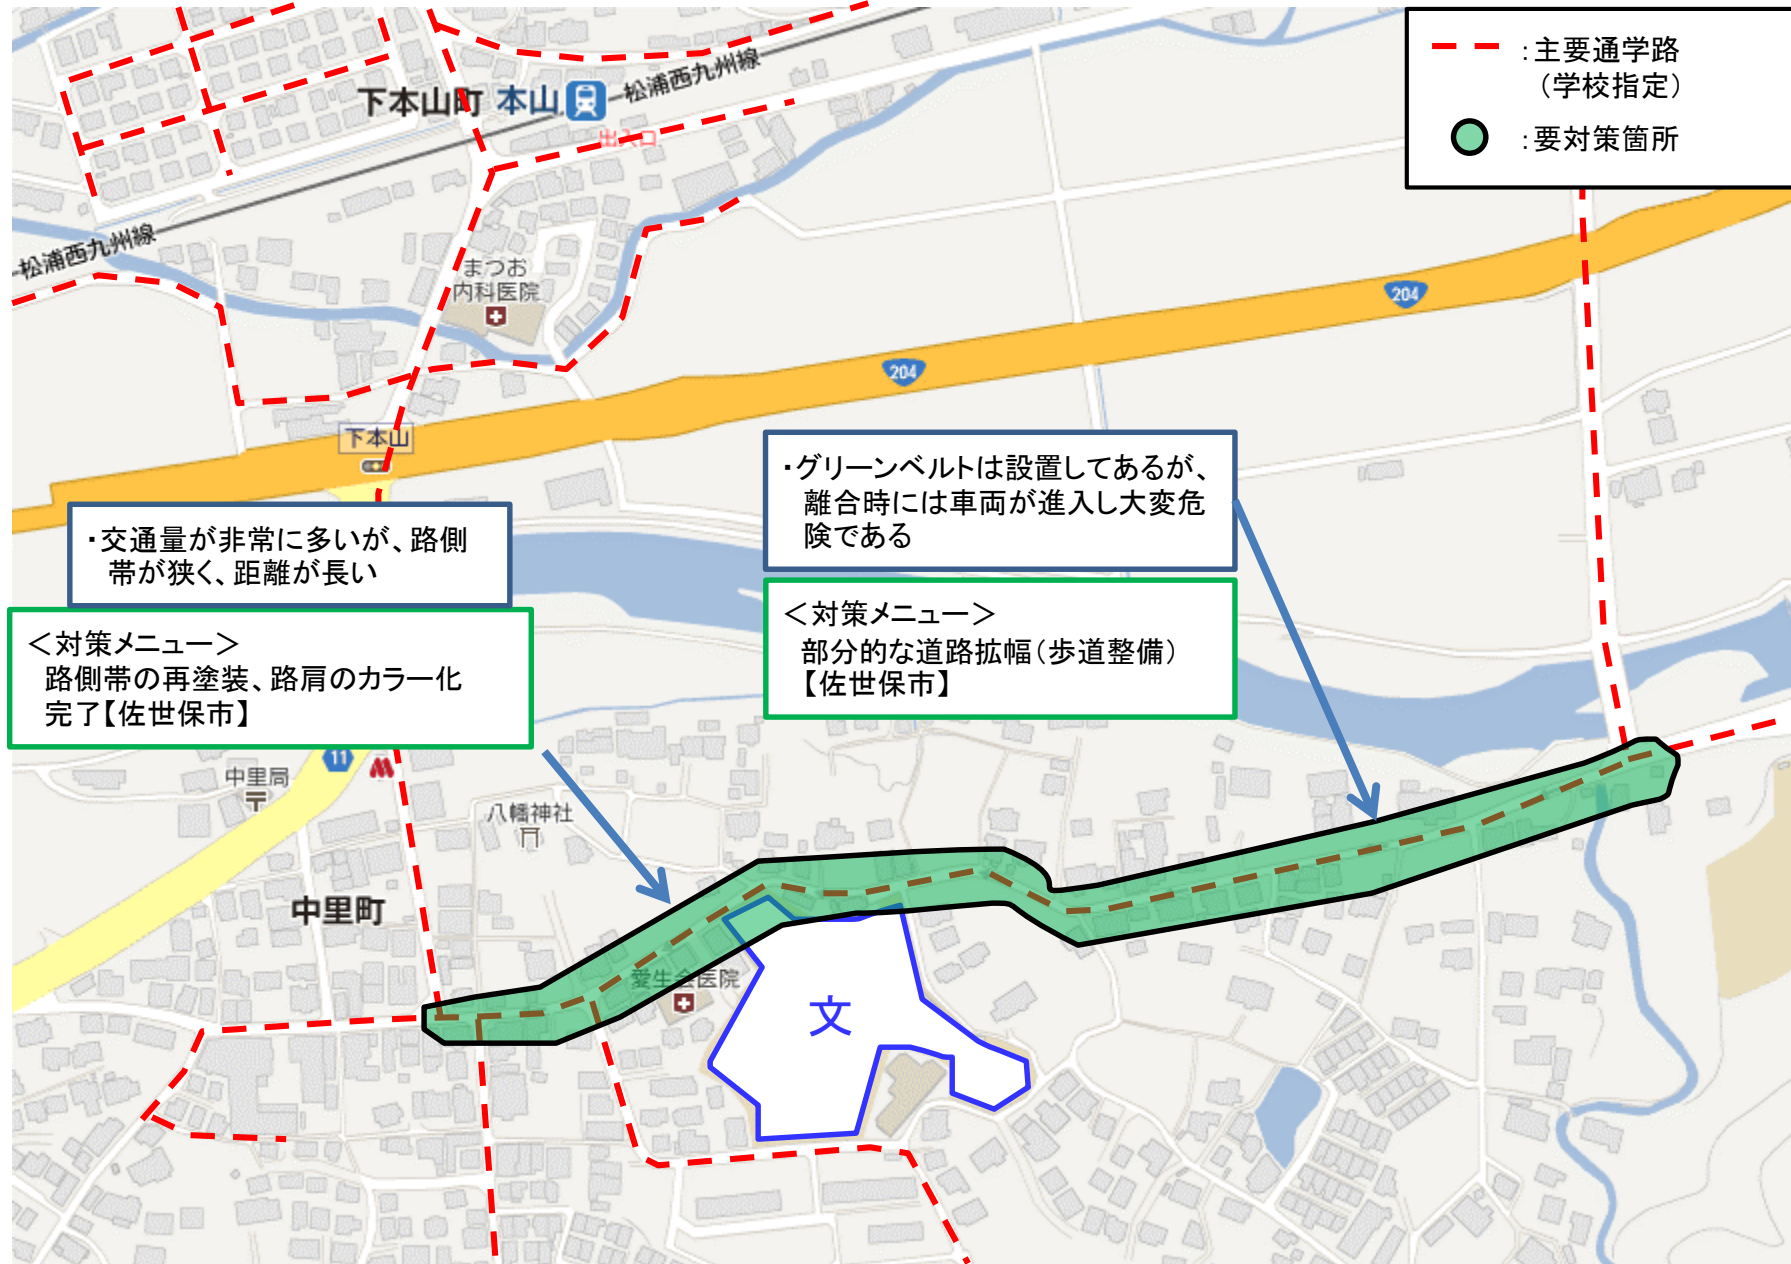 ：主要通学路
（学校指定）
：要対策箇所
下本山町
本山
松浦西九州線
出入口
松浦西九州線
まつお
内科医院
204
204
下本山
・グリーンベルトは設置してあるが、
離合時には車両が進入し大変危
険である
・交通量が非常に多いが、路側
帯が狭く、距離が長い
＜対策メニュー＞
部分的な道路拡幅（歩道整備）
【佐世保市】
＜対策メニュー＞
路側帯の再塗装、路肩のカラー化
完了【佐世保市】
11
中里局
八幡神社
中里町
愛生会医院
文